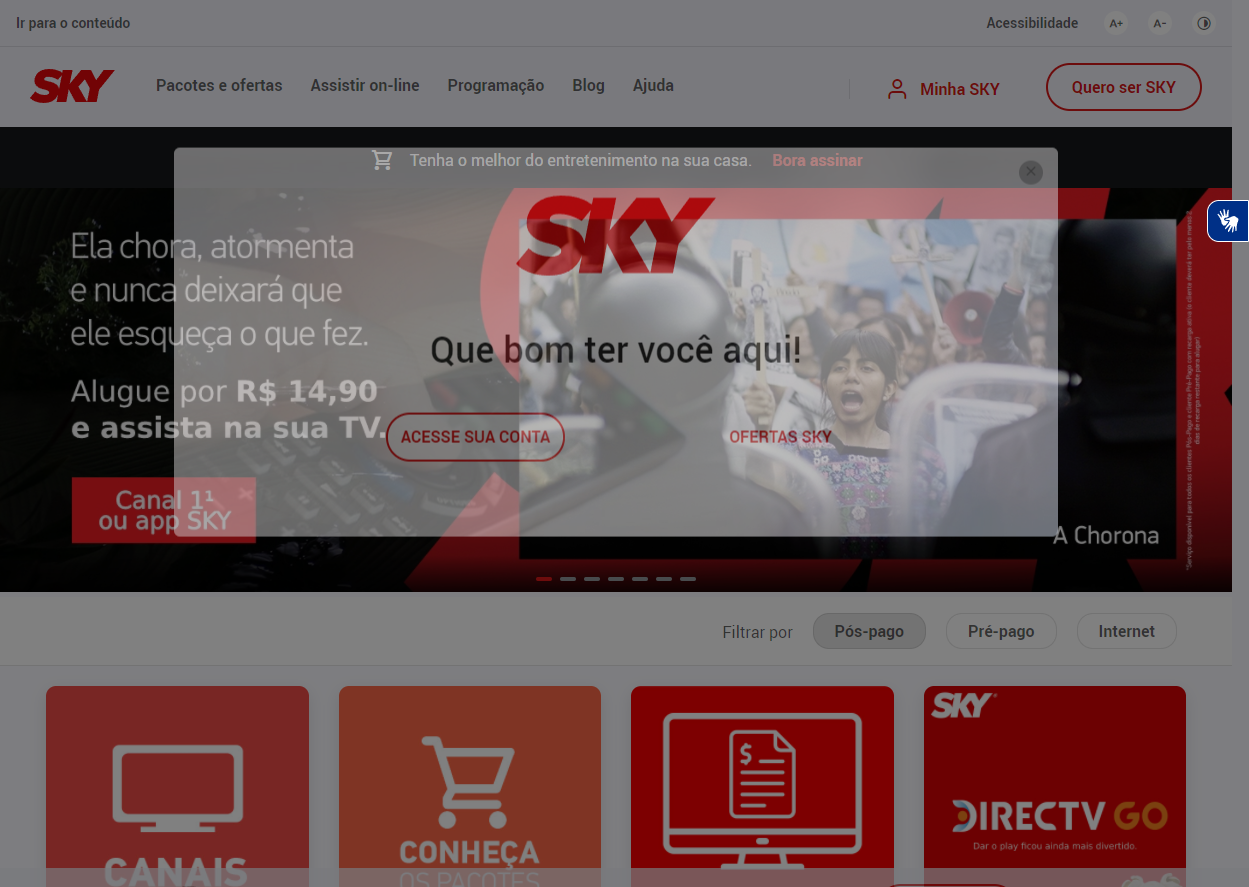 Ir para o conteúdo
Acessibilidade
A+
A-
SKY
Pacotes e ofertas
Assistir on-line
Programação
Blog
Ajuda
Minha SKY
Quero ser SKY
Tenha o melhor do entretenimento na sua casa. Bora assinar
SKY
Ela chora, atormenta
e nunca deixará que
ele esqueça o que fez.
Que bom ter você aqui!
Alugue por R$ 14,90
e assista na sua TV.
ACESSE SUA CONTA
OFERTAS SKY
Canal 1¹
ou app SKY
A Chorona
Filtrar por
Pós-pago
Pré-pago
Internet
CANAIS
CONHEÇA
OS PACOTES
$
SKY
DIRECTV GO
Dar o play ficou ainda mais divertido.